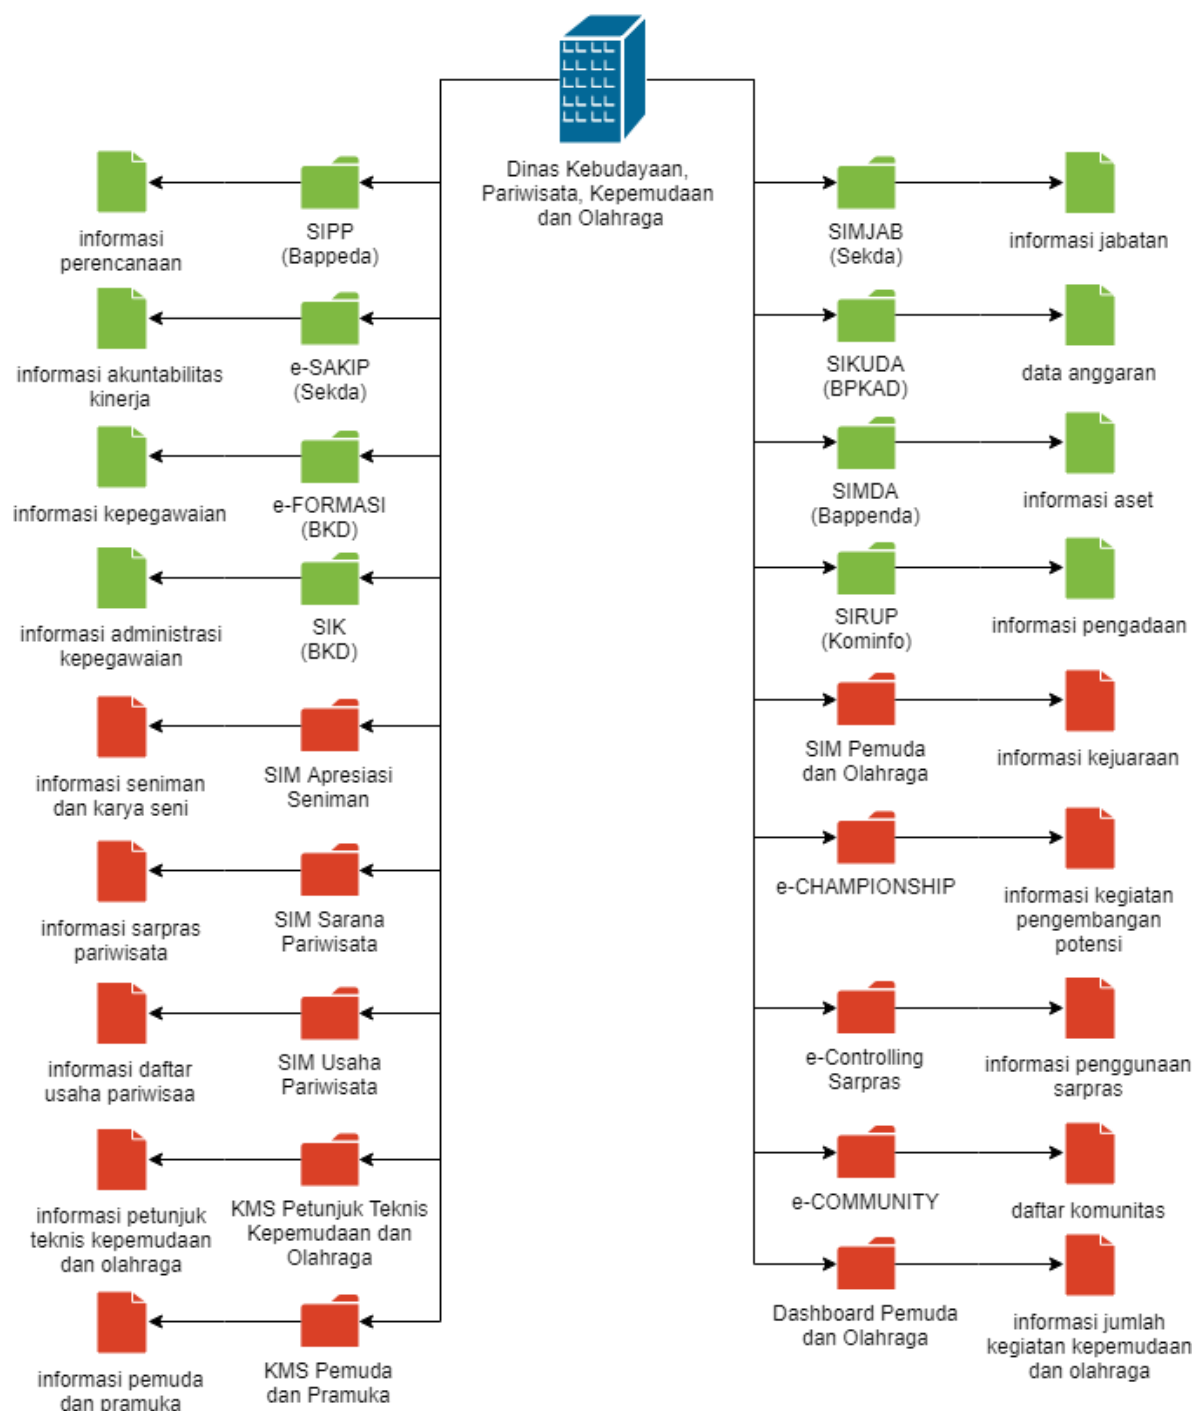 Dinas Kebudayaan,
Pariwisata, Kepemudaan
dan Olahraga
informasi
perencanaan
SIPP
(Bappeda)
informasi akuntabilitas
kinerja
e-SAKIP
(Sekda)
informasi kepegawaian
e-FORMASI
(BKD)
informasi administrasi
kepegawaian
SIK
(BKD)
informasi seniman
dan karya seni
SIM Apresiasi
Seniman
informasi sarpras
pariwisata
SIM Sarana
Pariwisata
informasi daftar
usaha pariwisaa
SIM Usaha
Pariwisata
informasi petunjuk
teknis kepemudaan
dan olahraga
KMS Petunjuk Teknis
Kepemudaan dan
Olahraga
informasi pemuda
dan pramuka
KMS Pemuda
dan Pramuka
SIMJAB
(Sekda)
informasi jabatan
SIKUDA
(BPKAD)
data anggaran
SIMDA
(Bappenda)
informasi aset
SIRUP
(Kominfo)
informasi pengadaan
SIM Pemuda
dan Olahraga
informasi kejuaraan
e-CHAMPIONSHIP
informasi kegiatan
pengembangan
potensi
e-Controlling
Sarpras
informasi penggunaan
sarpras
e-COMMUNITY
daftar komunitas
Dashboard Pemuda
dan Olahraga
informasi jumlah
kegiatan kepemudaan
dan olahraga